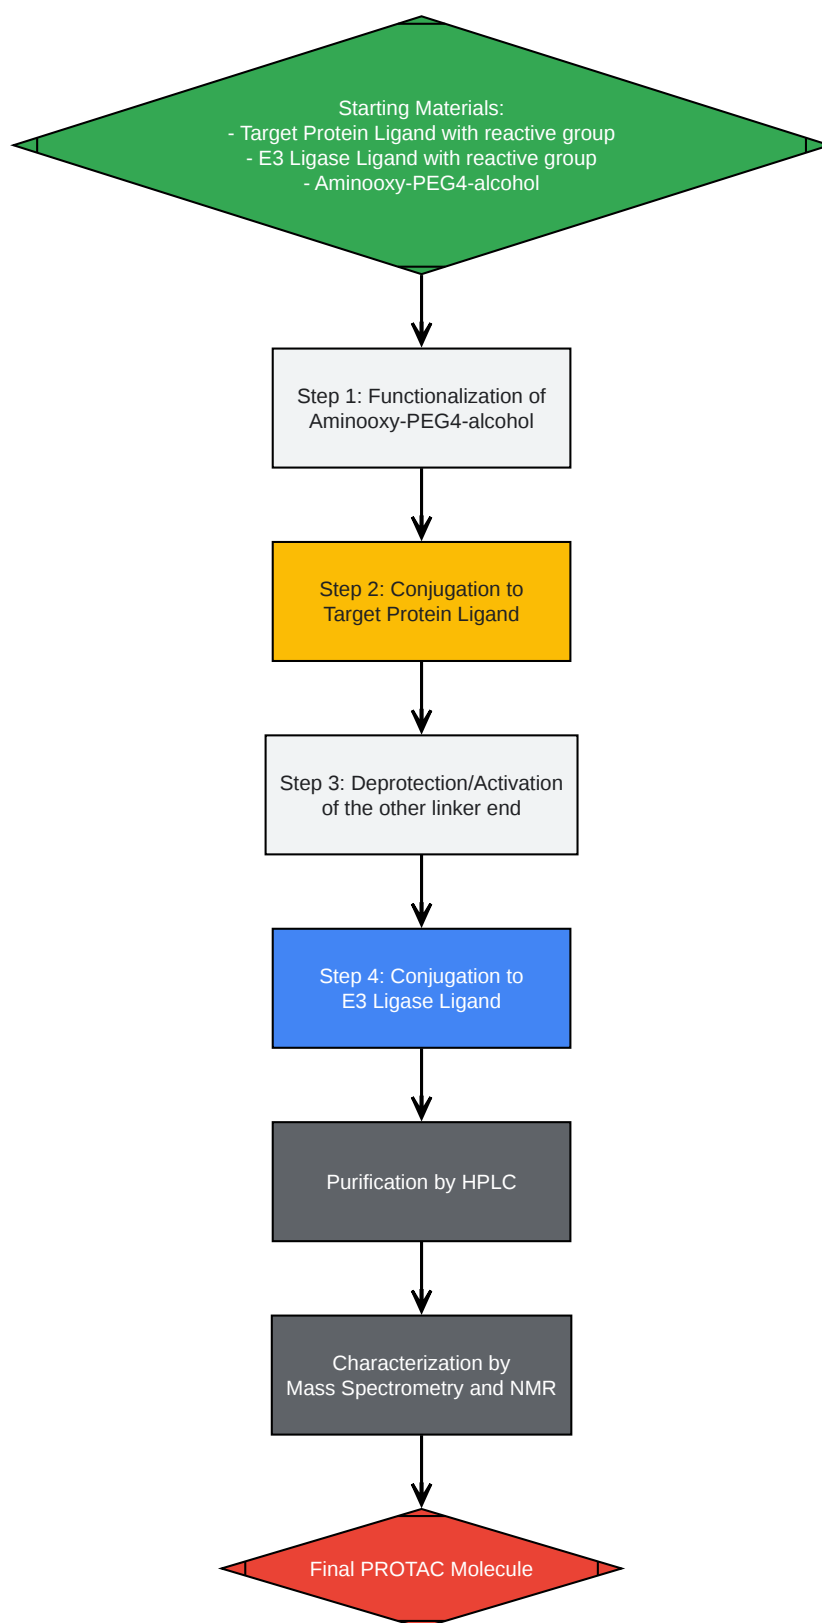 Starting Materials:
- Target Protein Ligand with reactive group
- E3 Ligase Ligand with reactive group
- Aminooxy-PEG4-alcohol
Step 1: Functionalization of
Aminooxy-PEG4-alcohol
Step 2: Conjugation to
Target Protein Ligand
Step 3: Deprotection/Activation
of the other linker end
Step 4: Conjugation to
E3 Ligase Ligand
Purification by HPLC
Characterization by
Mass Spectrometry and NMR
Final PROTAC Molecule